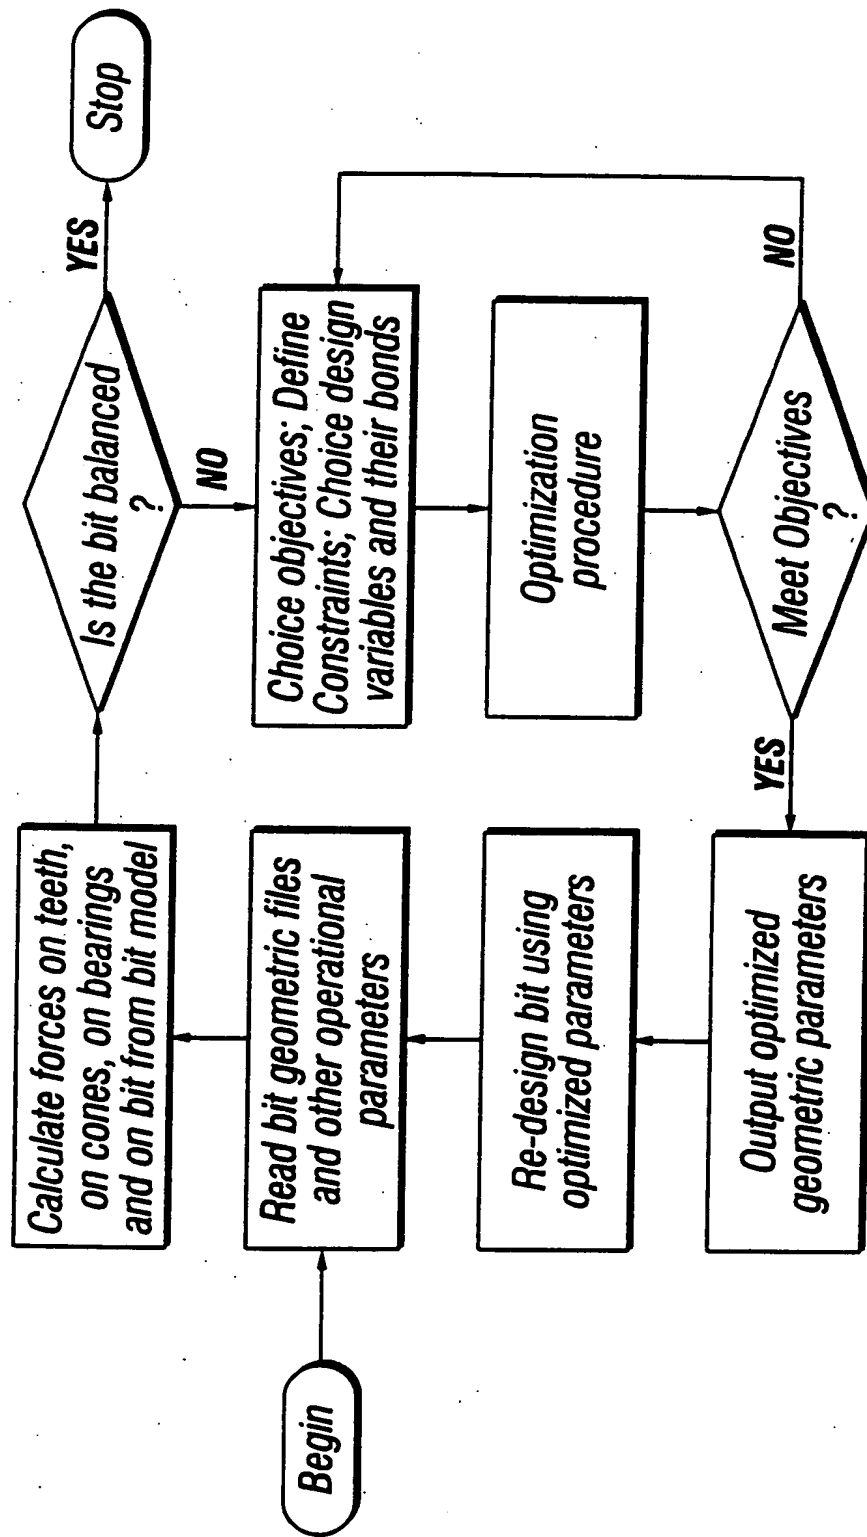 Begin
Calculate forces on teeth,
on cones, on bearings
and on bit from bit model
Read bit geometric files
and other operational
parameters
Re-design bit using
optimized parameters
Output optimized
geometric parameters
Is the bit balanced
?
YES
Stop
NO
Choice objectives; Define
Constraints; Choice design
variables and their bonds
Optimization
procedure
Meet Objectives
?
NO
YES